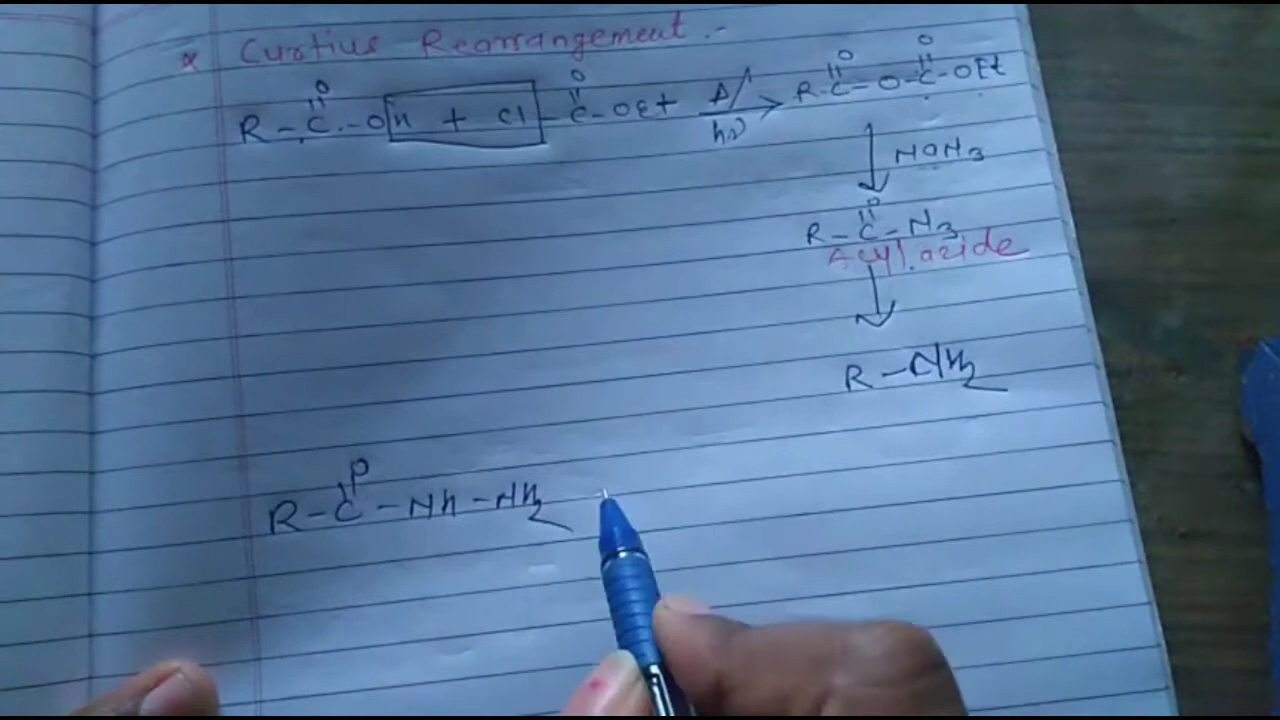 * Curtius Rearrangement :-
R-C(=O)-OH + Cl-C(=O)-OEt Δ/hν → R-C(=O)-O-C(=O)-OEt
↓ NaN3
R-C(=O)-N3
Acyl azide
↓
R-NH2
R-C(=O)-NH-NH2